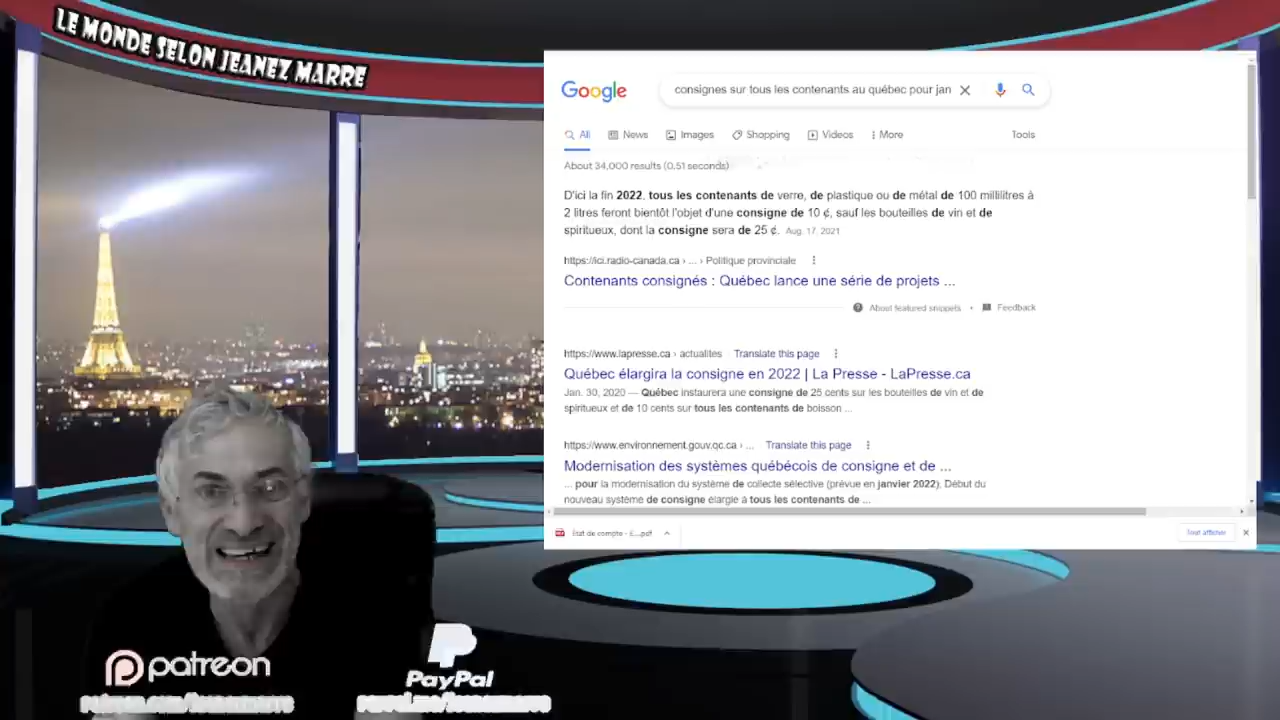 LE MONDE SELON JEANEZ MARRE
Google
consignes sur tous les contenants au québec pour jan
All
News
Images
Shopping
Videos
More
Tools
About 34,000 results (0.51 seconds)
D'ici la fin 2022, tous les contenants de verre, de plastique ou de métal de 100 millilitres à
2 litres feront bientôt l'objet d'une consigne de 10 ¢, sauf les bouteilles de vin et de
spiritueux, dont la consigne sera de 25 ¢. Aug. 17, 2021
https://ici.radio-canada.ca › ... › Politique provinciale
Contenants consignés : Québec lance une série de projets ...
About featured snippets • Feedback
https://www.lapresse.ca › actualites Translate this page
Québec élargira la consigne en 2022 | La Presse - LaPresse.ca
Jan. 30, 2020 — Québec instaurera une consigne de 25 cents sur les bouteilles de vin et de
spiritueux et de 10 cents sur tous les contenants de boisson ...
https://www.environnement.gouv.qc.ca › ... Translate this page
Modernisation des systèmes québécois de consigne et de ...
... pour la modernisation du système de collecte sélective (prévue en janvier 2022); Début du
nouveau système de consigne élargie à tous les contenants de ...
État de compte - É....pdf
Tout afficher
patreon
PayPal